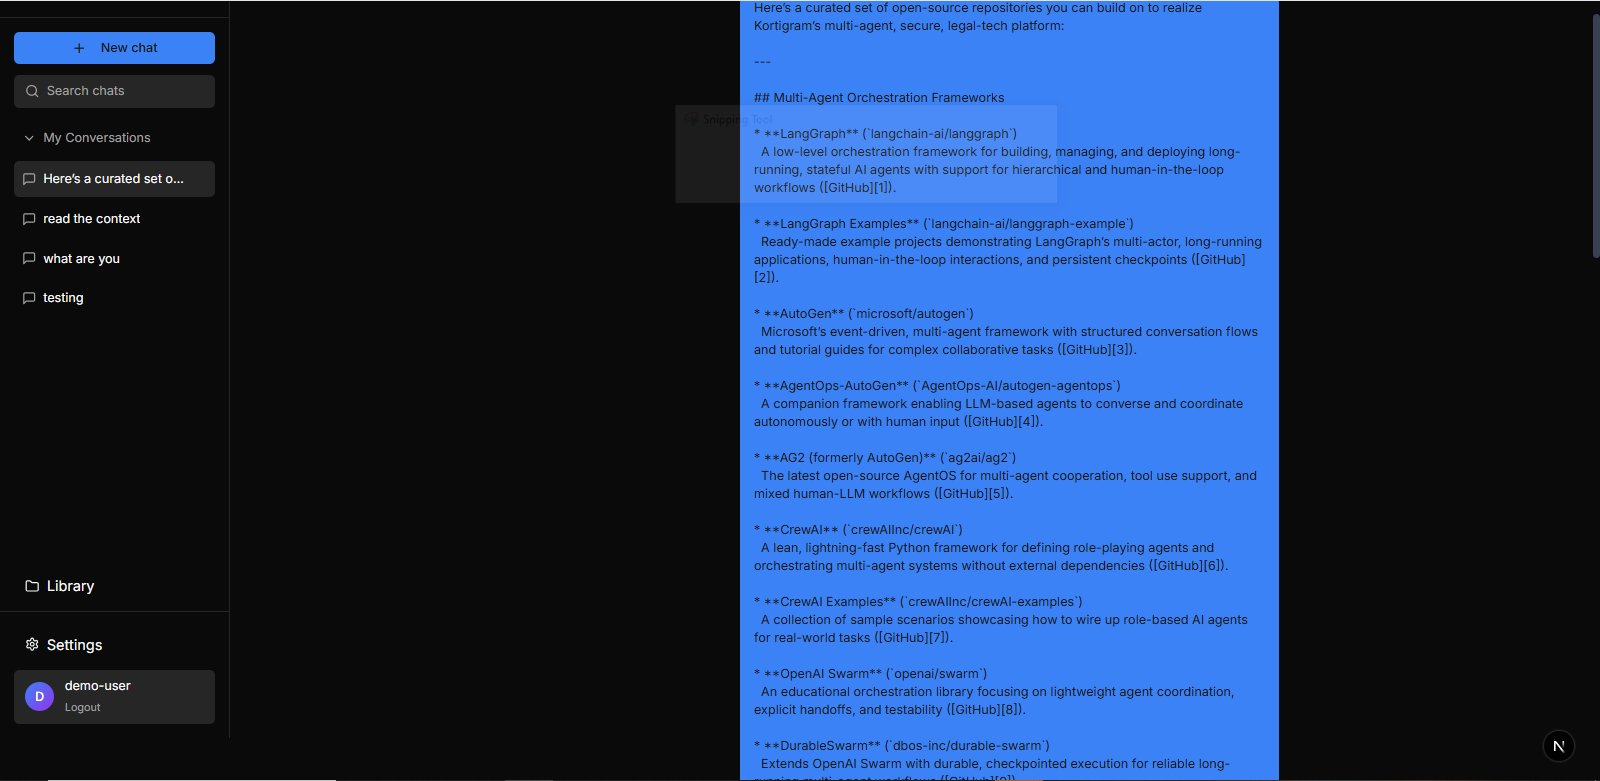 New chat
Search chats
My Conversations
Here's a curated set o...
read the context
what are you
testing
Library
Settings
D
demo-user
Logout
Here's a curated set of open-source repositories you can build on to realize
Kortigram's multi-agent, secure, legal-tech platform:
---
## Multi-Agent Orchestration Frameworks
Snipping Tool
* **LangGraph** (`langchain-ai/langgraph`)
A low-level orchestration framework for building, managing, and deploying long-
running, stateful AI agents with support for hierarchical and human-in-the-loop
workflows ([GitHub][1]).
* **LangGraph Examples** (`langchain-ai/langgraph-example`)
Ready-made example projects demonstrating LangGraph's multi-actor, long-running
applications, human-in-the-loop interactions, and persistent checkpoints ([GitHub]
[2]).
* **AutoGen** (`microsoft/autogen`)
Microsoft's event-driven, multi-agent framework with structured conversation flows
and tutorial guides for complex collaborative tasks ([GitHub][3]).
* **AgentOps-AutoGen** (`AgentOps-AI/autogen-agentops`)
A companion framework enabling LLM-based agents to converse and coordinate
autonomously or with human input ([GitHub][4]).
* **AG2 (formerly AutoGen)** (`ag2ai/ag2`)
The latest open-source AgentOS for multi-agent cooperation, tool use support, and
mixed human-LLM workflows ([GitHub][5]).
* **CrewAI** (`crewAIInc/crewAI`)
A lean, lightning-fast Python framework for defining role-playing agents and
orchestrating multi-agent systems without external dependencies ([GitHub][6]).
* **CrewAI Examples** (`crewAIInc/crewAI-examples`)
A collection of sample scenarios showcasing how to wire up role-based AI agents
for real-world tasks ([GitHub][7]).
* **OpenAI Swarm** (`openai/swarm`)
An educational orchestration library focusing on lightweight agent coordination,
explicit handoffs, and testability ([GitHub][8]).
* **DurableSwarm** (`dbos-inc/durable-swarm`)
Extends OpenAI Swarm with durable, checkpointed execution for reliable long-
running multi-agent workflows ([GitHub][9]).
N